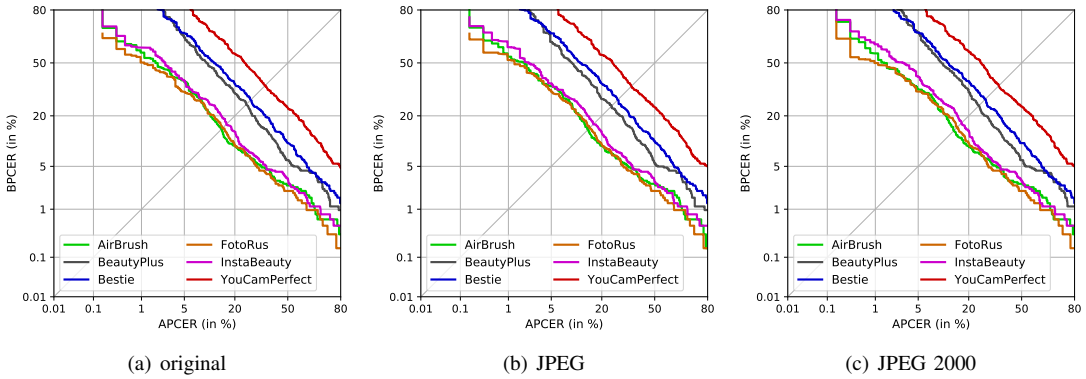 80
50
20
5
1
0.1
0.01
BPCER (in %)
AirBrush
BeautyPlus
Bestie
FotoRus
InstaBeauty
YouCamPerfect
0.01 0.1 1 5 20 50 80
APCER (in %)
(a) original
80
50
20
5
1
0.1
0.01
BPCER (in %)
AirBrush
BeautyPlus
Bestie
FotoRus
InstaBeauty
YouCamPerfect
0.01 0.1 1 5 20 50 80
APCER (in %)
(b) JPEG
80
50
20
5
1
0.1
0.01
BPCER (in %)
AirBrush
BeautyPlus
Bestie
FotoRus
InstaBeauty
YouCamPerfect
0.01 0.1 1 5 20 50 80
APCER (in %)
(c) JPEG 2000